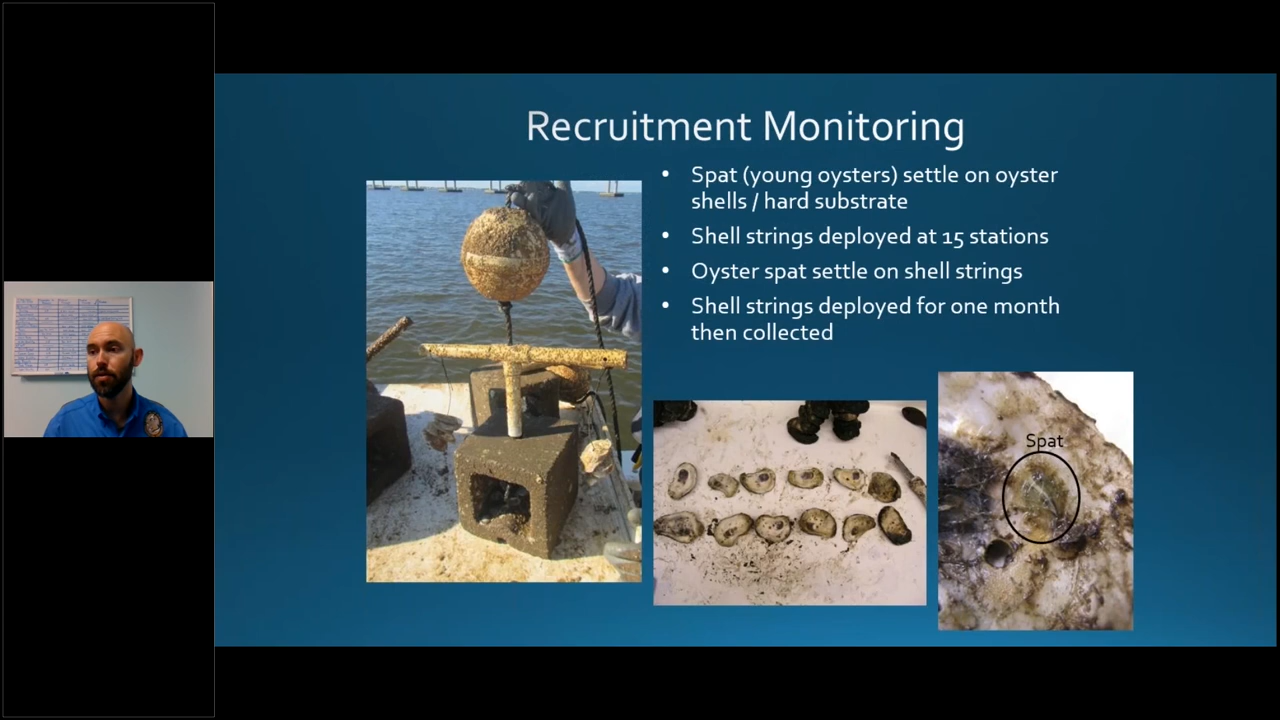 Recruitment Monitoring
• Spat (young oysters) settle on oyster
shells / hard substrate
• Shell strings deployed at 15 stations
• Oyster spat settle on shell strings
• Shell strings deployed for one month
then collected
Spat